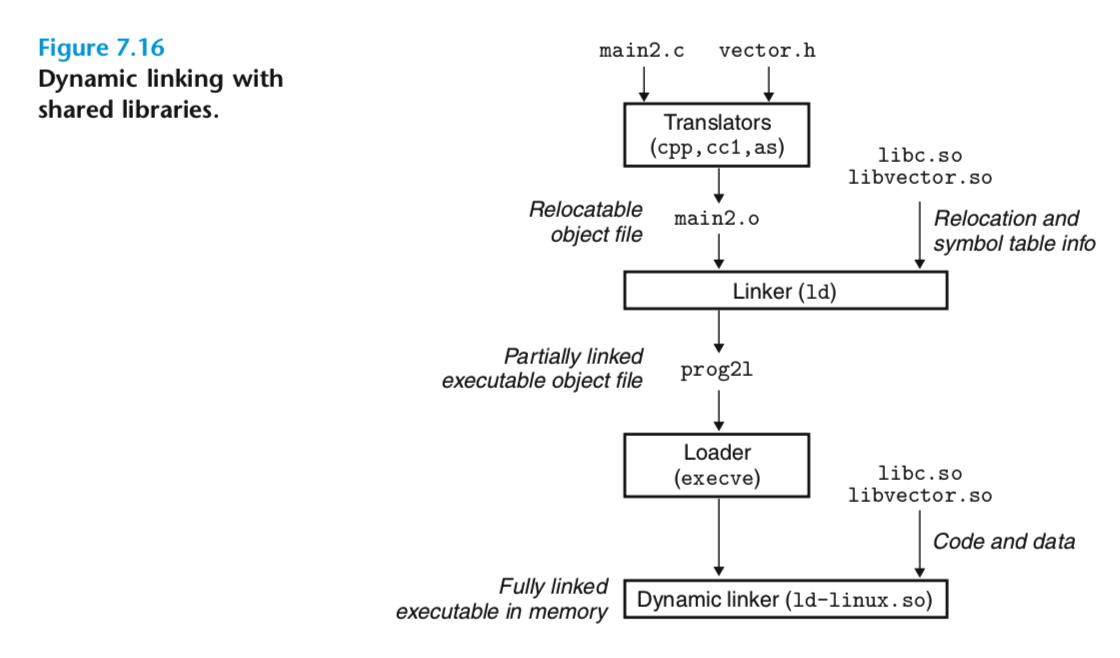 Figure 7.16
Dynamic linking with
shared libraries.
main2.c vector.h
Translators
(cpp,cc1,as)
libc.so
libvector.so
Relocatable
object file
main2.o
Relocation and
symbol table info
Linker (ld)
Partially linked
executable object file
prog2l
Loader
(execve)
libc.so
libvector.so
Code and data
Fully linked
executable in memory
Dynamic linker (ld-linux.so)